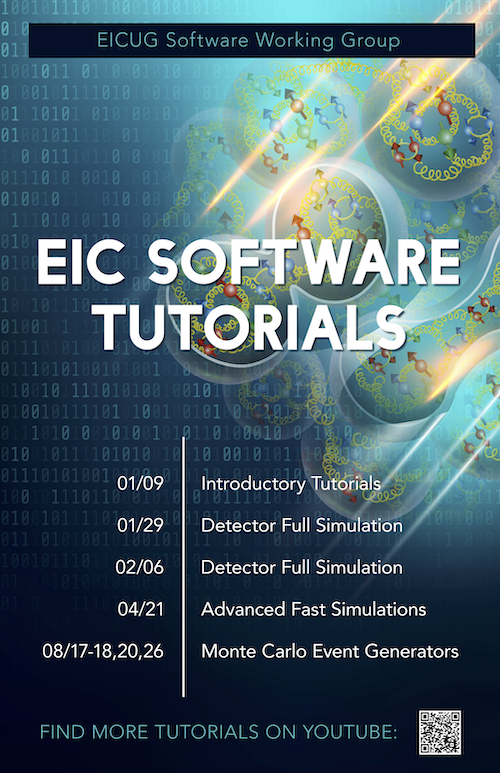 EICUG Software Working Group
EIC SOFTWARE
TUTORIALS
01/09 Introductory Tutorials
01/29 Detector Full Simulation
02/06 Detector Full Simulation
04/21 Advanced Fast Simulations
08/17-18,20,26 Monte Carlo Event Generators
FIND MORE TUTORIALS ON YOUTUBE: